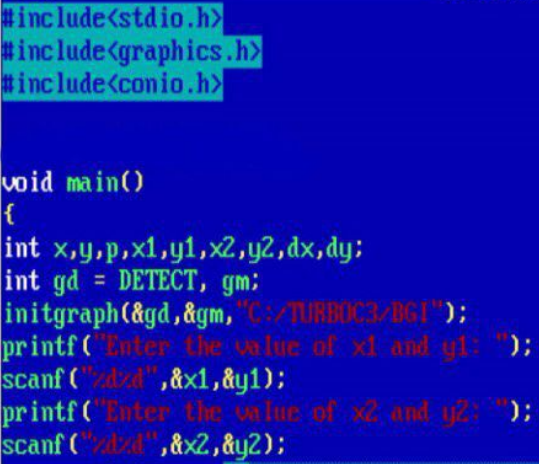 #include<stdio.h>
#include<graphics.h>
#include<conio.h>
void main()
{
int x,y,p,x1,y1,x2,y2,dx,dy;
int gd = DETECT, gm;
initgraph(&gd,&gm,"C:/TURBOC3/BGI");
printf("Enter the value of x1 and y1: ");
scanf("%d%d",&x1,&y1);
printf("Enter the value of x2 and y2: ");
scanf("%d%d",&x2,&y2);